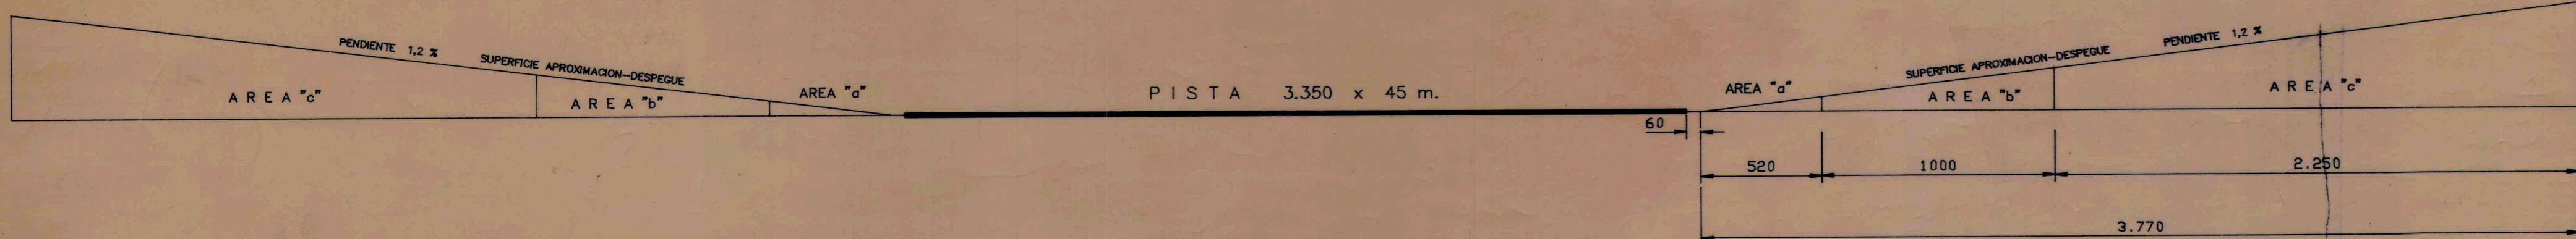 PENDIENTE 1,2 %
SUPERFICIE APROXIMACION-DESPEGUE
AREA "c"
AREA "b"
AREA "a"
PISTA 3.350 x 45 m.
AREA "a"
SUPERFICIE APROXIMACION-DESPEGUE
PENDIENTE 1,2 %
AREA "b"
AREA "c"
60
520
1000
2.250
3.770